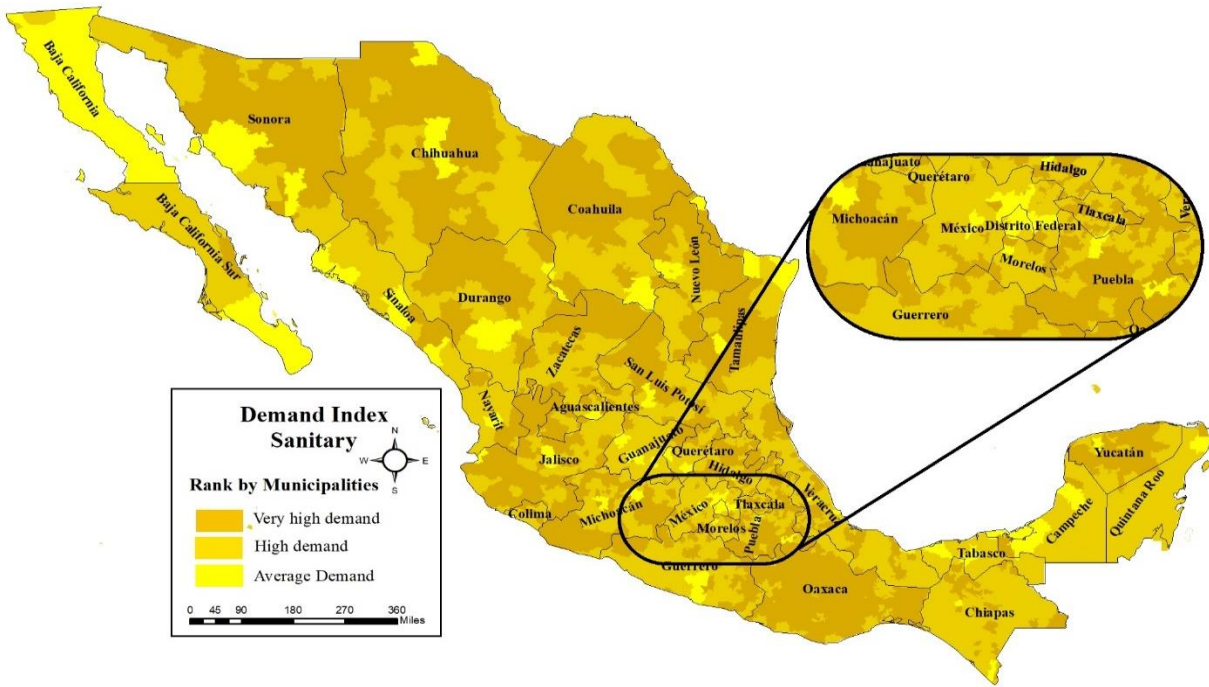 Baja California
Sonora
Chihuahua
Coahuila
Baja California Sur
Nuevo León
Sinaloa
Durango
Tamaulipas
Zacatecas
San Luis Potosí
Nayarit
Aguascalientes
Guanajuato
Jalisco
Querétaro
Hidalgo
Colima
Michoacán
México
Tlaxcala
Morelos
Puebla
Veracruz
Guerrero
Oaxaca
Tabasco
Chiapas
Campeche
Yucatán
Quintana Roo
Querétaro
Hidalgo
Michoacán
México
Distrito Federal
Tlaxcala
Morelos
Puebla
Guerrero
Demand Index
Sanitary
N
W E
S
Rank by Municipalities
Very high demand
High demand
Average Demand
0 45 90 180 270 360
Miles